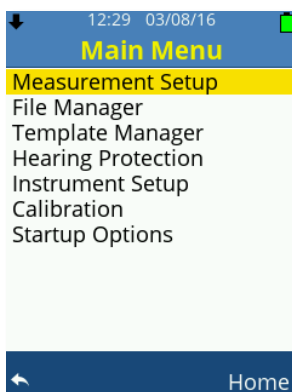 12:29 03/08/16
Main Menu
Measurement Setup
File Manager
Template Manager
Hearing Protection
Instrument Setup
Calibration
Startup Options
Home